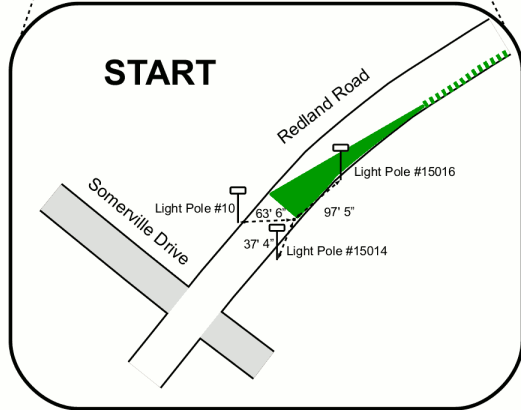 START
Redland Road
Somerville Drive
Light Pole #10
63' 6”
Light Pole #15016
97' 5”
37' 4”
Light Pole #15014